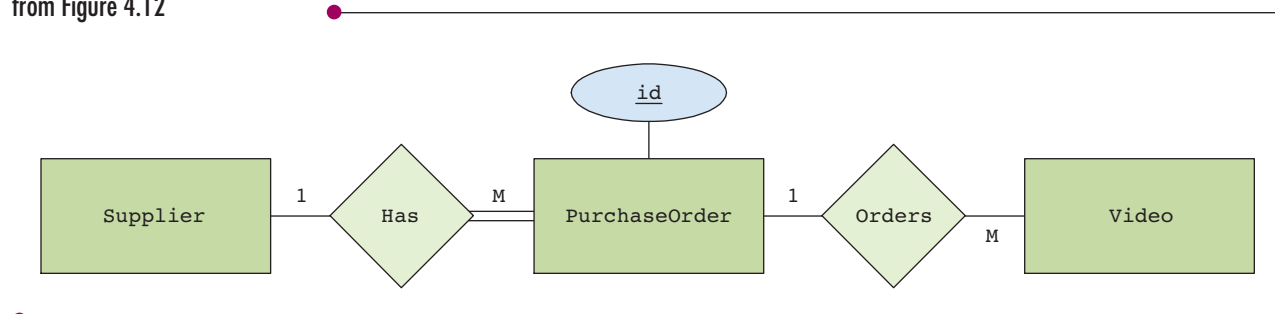 from Figure 4.12
id
1
M
1
Supplier
Has
PurchaseOrder
Orders
Video
M